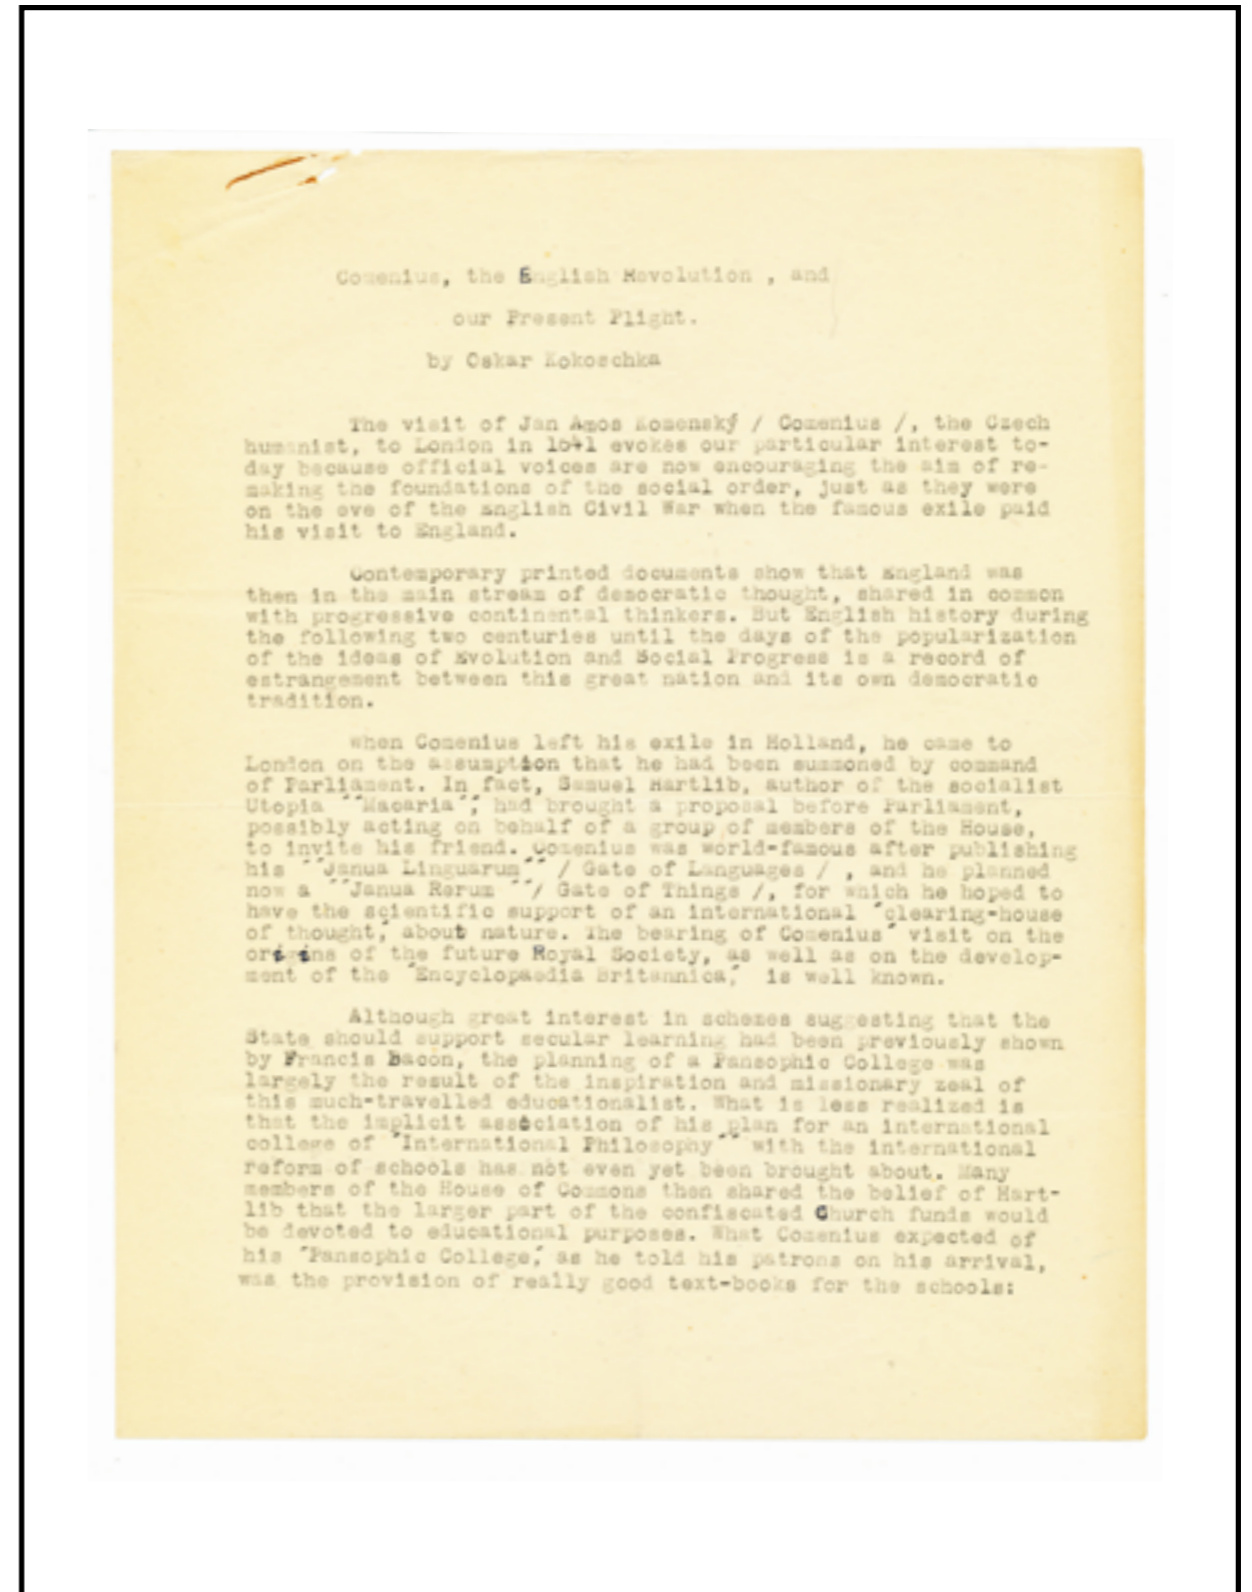 Comenius, the English Revolution , and
our Present Plight.
by Oskar Kokoschka
The visit of Jan Amos Komenský / Comenius /, the Czech
humanist, to London in 1641 evokes our particular interest to-
day because official voices are now encouraging the aim of re-
making the foundations of the social order, just as they were
on the eve of the English Civil War when the famous exile paid
his visit to England.
Contemporary printed documents show that England was
then in the main stream of democratic thought, shared in common
with progressive continental thinkers. But English history during
the following two centuries until the days of the popularization
of the ideas of Evolution and Social Progress is a record of
estrangement between this great nation and its own democratic
tradition.
When Comenius left his exile in Holland, he came to
London on the assumption that he had been summoned by command
of Parliament. In fact, Samuel Hartlib, author of the socialist
Utopia ''Macaria'', had brought a proposal before Parliament,
possibly acting on behalf of a group of members of the House,
to invite his friend. Comenius was world-famous after publishing
his ''Janua Linguarum'' / Gate of Languages / , and he planned
now a ''Janua Rerum ''/ Gate of Things /, for which he hoped to
have the scientific support of an international "clearing-house
of thought," about nature. The bearing of Comenius' visit on the
origins of the future Royal Society, as well as on the develop-
ment of the "Encyclopaedia Britannica," is well known.
Although great interest in schemes suggesting that the
State should support secular learning had been previously shown
by Francis Bacon, the planning of a Pansophic College was
largely the result of the inspiration and missionary zeal of
this much-travelled educationalist. What is less realized is
that the implicit association of his plan for an international
college of "International Philosophy" with the international
reform of schools has not even yet been brought about. Many
members of the House of Commons then shared the belief of Hart-
lib that the larger part of the confiscated Church funds would
be devoted to educational purposes. What Comenius expected of
his "Pansophic College," as he told his patrons on his arrival,
was the provision of really good text-books for the schools: